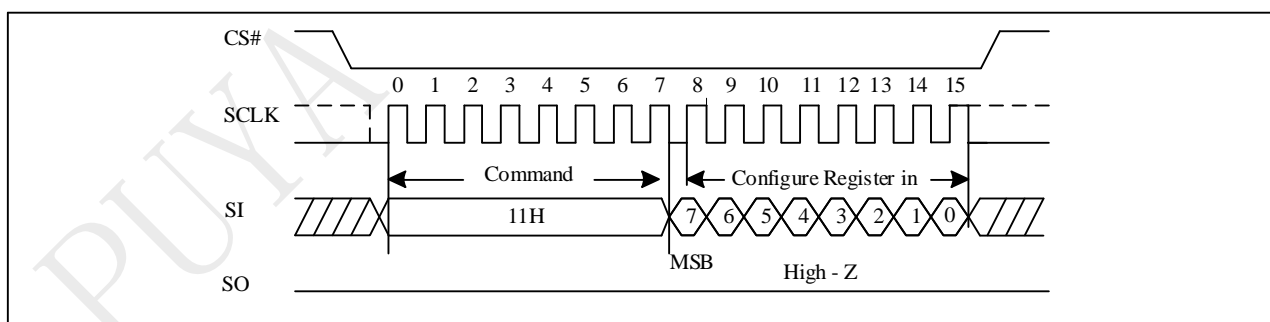 CS#
0 1 2 3 4 5 6 7 8 9 10 11 12 13 14 15
SCLK
Command Configure Register in
SI 11H 7 6 5 4 3 2 1 0
MSB High - Z
SO
PUYA